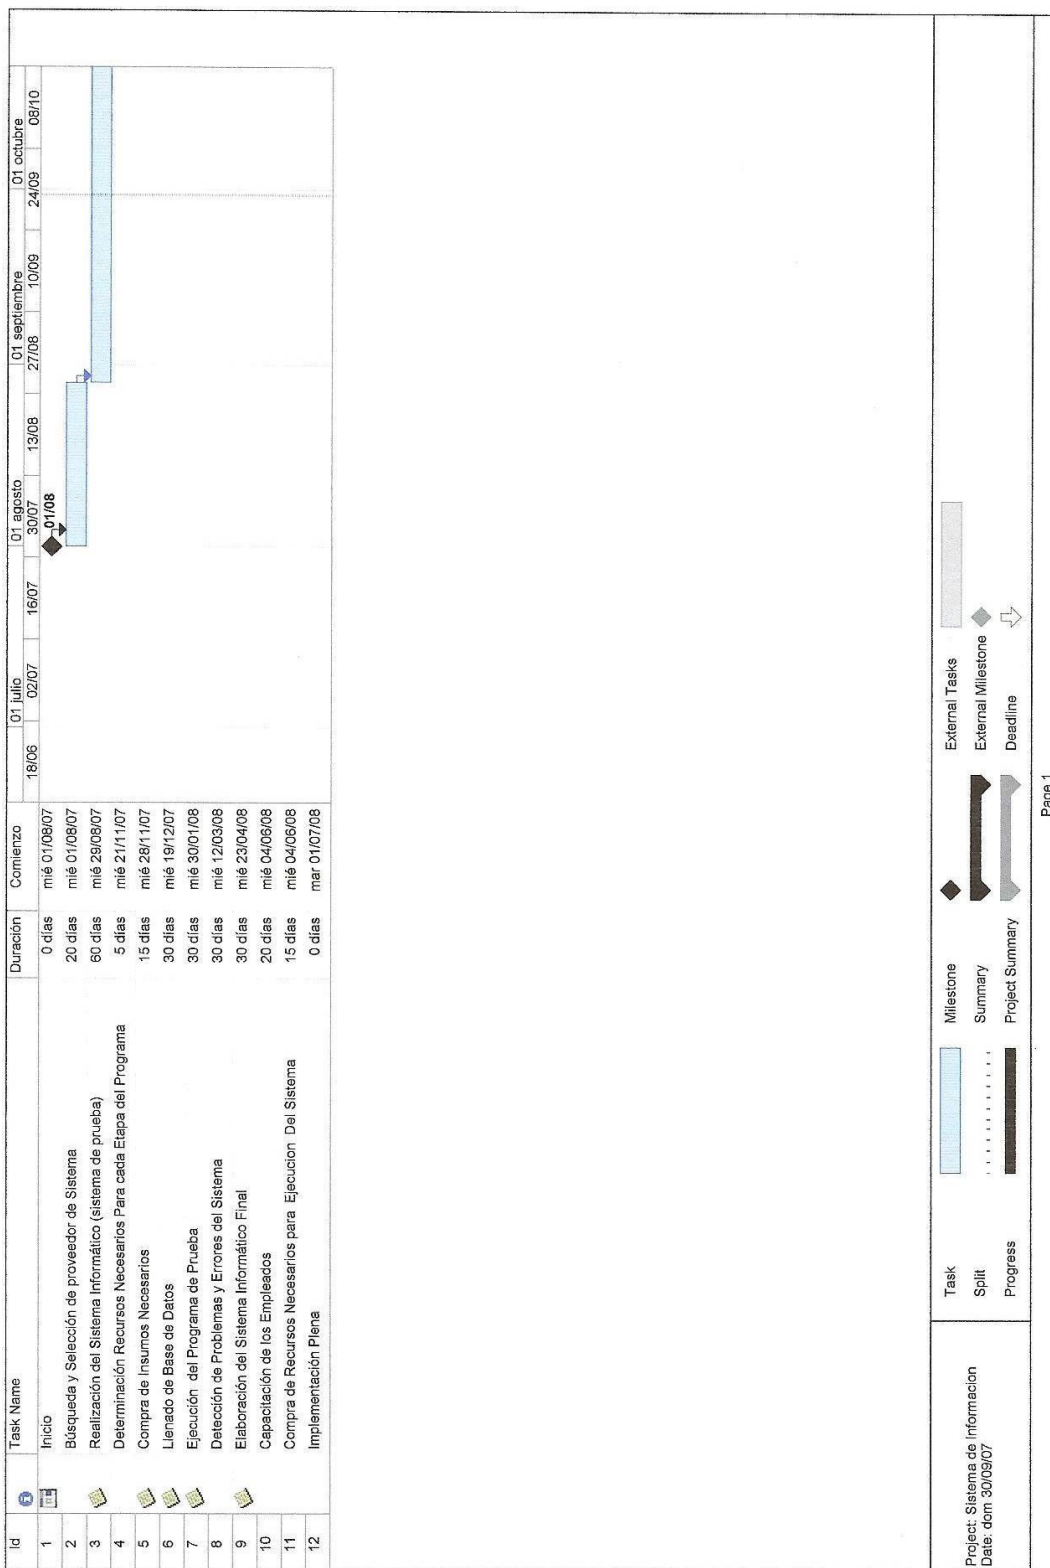 Id Task Name Duración Comienzo 01 julio 01 agosto 01 septiembre 01 octubre
18/06 02/07 16/07 30/07 13/08 27/08 10/09 24/09 08/10
1 Inicio 0 días mié 01/08/07 01/08
2 Búsqueda y Selección de proveedor de Sistema 20 días mié 01/08/07
3 Realización del Sistema Informático (sistema de prueba) 60 días mié 29/08/07
4 Determinación Recursos Necesarios Para cada Etapa del Programa 5 días mié 21/11/07
5 Compra de Insumos Necesarios 15 días mié 28/11/07
6 Llenado de Base de Datos 30 días mié 19/12/07
7 Ejecución del Programa de Prueba 30 días mié 30/01/08
8 Detección de Problemas y Errores del Sistema 30 días mié 12/03/08
9 Elaboración del Sistema Informático Final 30 días mié 23/04/08
10 Capacitación de los Empleados 20 días mié 04/06/08
11 Compra de Recursos Necesarios para Ejecucion Del Sistema 15 días mié 04/06/08
12 Implementación Plena 0 días mar 01/07/08
Project: Sistema de Informacion
Date: dom 30/09/07
Task Milestone External Tasks
Split Summary External Milestone
Progress Project Summary Deadline
Page 1